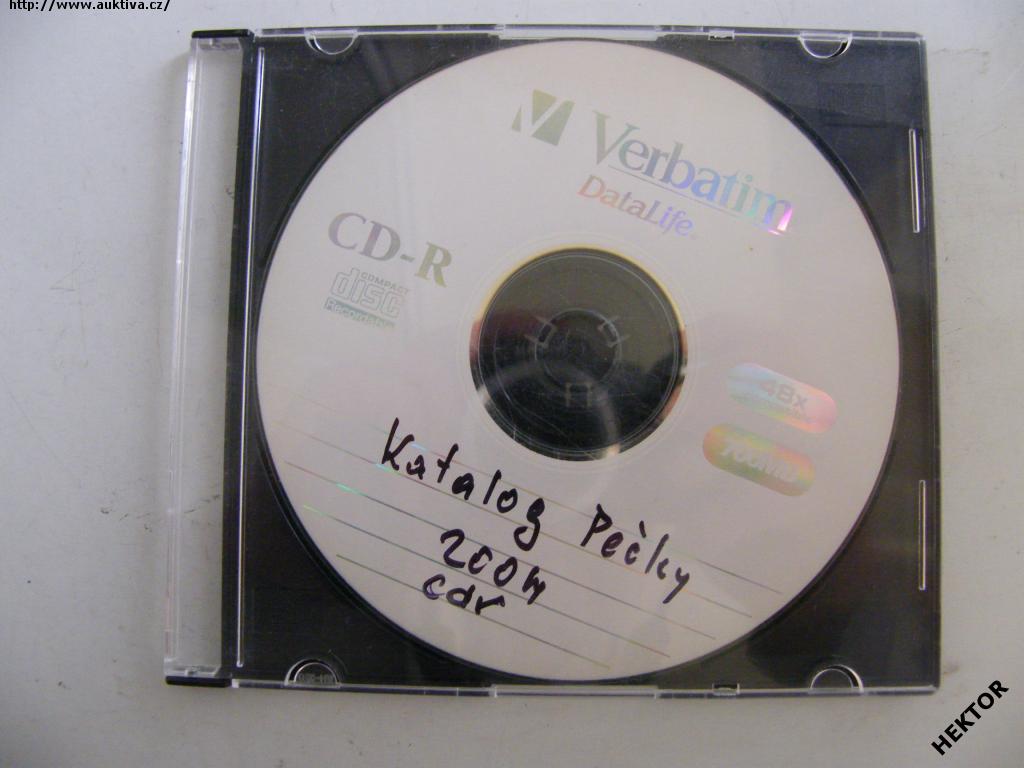 http://www.auktiva.cz/
Verbatim
DataLife
CD-R
COMPACT
disc
Recordable
48x
700MB
Katalog Pečky
2004
cdr
HEKTOR